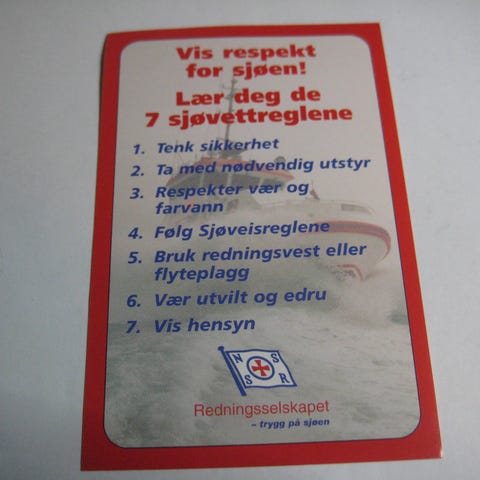 Vis respekt
for sjøen!
Lær deg de
7 sjøvettreglene
1. Tenk sikkerhet
2. Ta med nødvendig utstyr
3. Respekter vær og
farvann
4. Følg Sjøveisreglene
5. Bruk redningsvest eller
flyteplagg
6. Vær utvilt og edru
7. Vis hensyn
N S
S R
Redningsselskapet
– trygg på sjøen